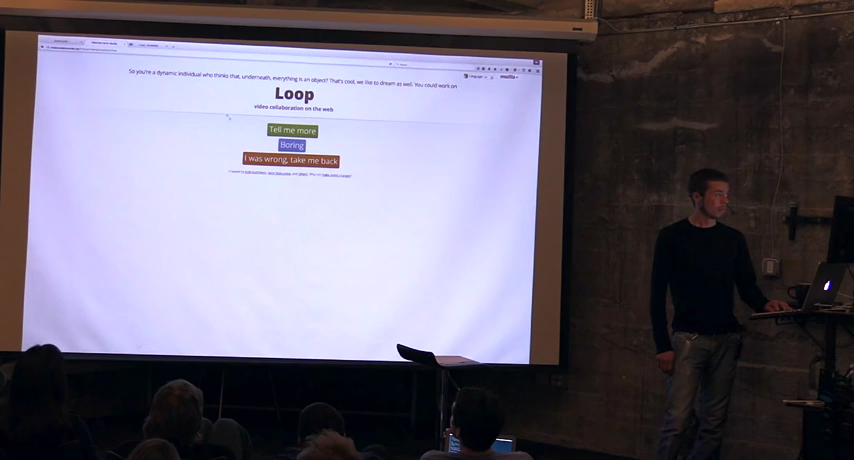 Language
mozilla
So you're a dynamic individual who thinks that, underneath, everything is an object? That's cool, we like to dream as well. You could work on
Loop
video collaboration on the web
Tell me more
Boring
I was wrong, take me back